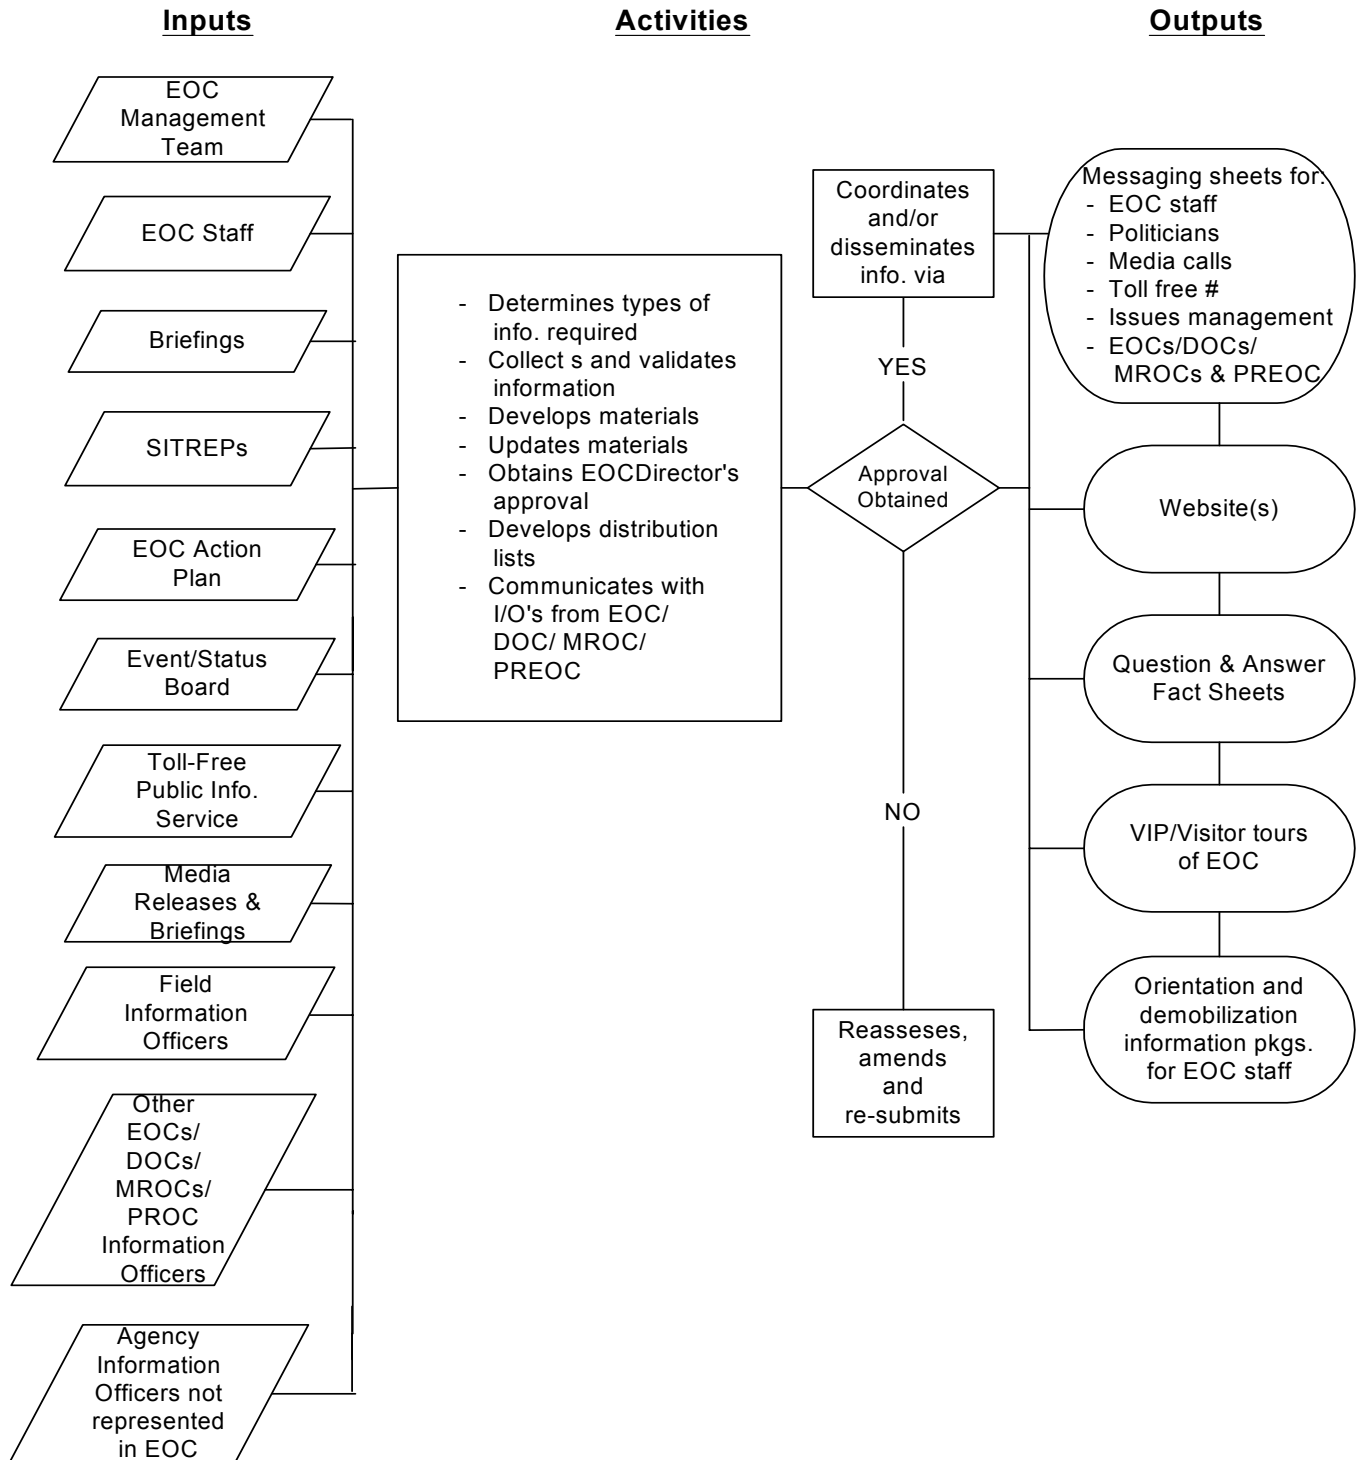 Inputs
Activities
Outputs
EOC
Management
Team
EOC Staff
Briefings
SITREPs
EOC Action
Plan
Event/Status
Board
Toll-Free
Public Info.
Service
Media
Releases &
Briefings
Field
Information
Officers
Other
EOCs/
DOCs/
MROCs/
PROC
Information
Officers
Agency
Information
Officers not
represented
in EOC
- Determines types of
info. required
- Collect s and validates
information
- Develops materials
- Updates materials
- Obtains EOCDirector's
approval
- Develops distribution
lists
- Communicates with
I/O's from EOC/
DOC/ MROC/
PREOC
Coordinates
and/or
disseminates
info. via
YES
Approval
Obtained
NO
Reasseses,
amends
and
re-submits
Messaging sheets for:
- EOC staff
- Politicians
- Media calls
- Toll free #
- Issues management
- EOCs/DOCs/
MROCs & PREOC
Website(s)
Question & Answer
Fact Sheets
VIP/Visitor tours
of EOC
Orientation and
demobilization
information pkgs.
for EOC staff